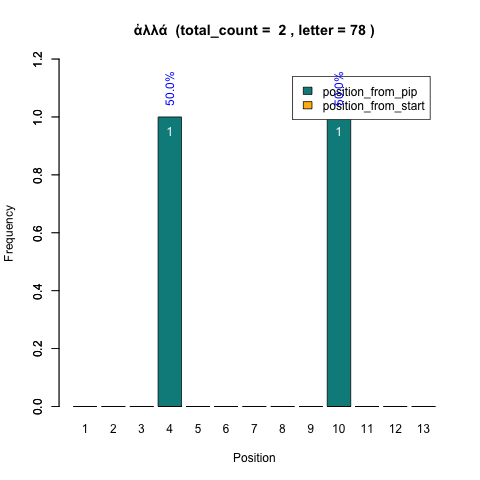 ἀλλά (total_count = 2 , letter = 78 )
Frequency
0.0 0.2 0.4 0.6 0.8 1.0 1.2
50.0%
50.0%
position_from_pip
position_from_start
1
1
1 2 3 4 5 6 7 8 9 10 11 12 13
Position